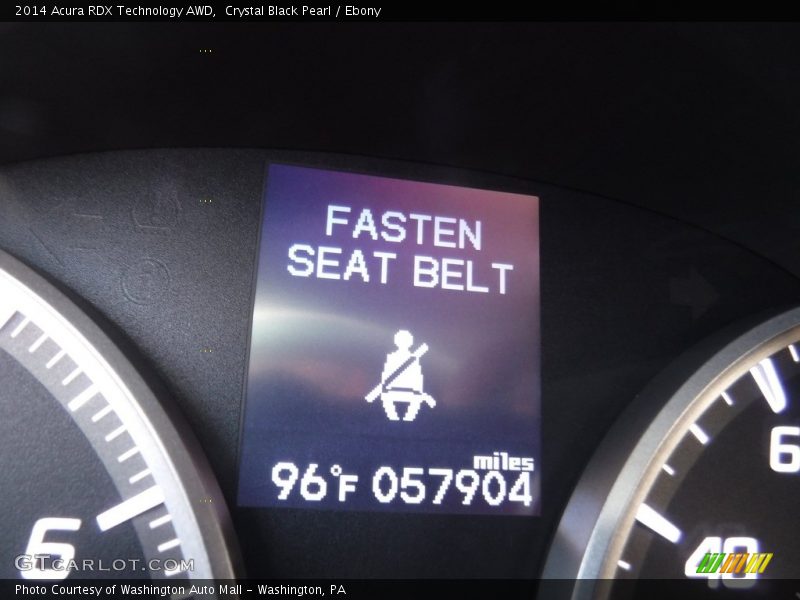 2014 Acura RDX Technology AWD,  Crystal Black Pearl / Ebony
FASTEN
SEAT BELT
miles
96°F 057904
6
6
40
GTCARLOT.COM
Photo Courtesy of Washington Auto Mall - Washington, PA